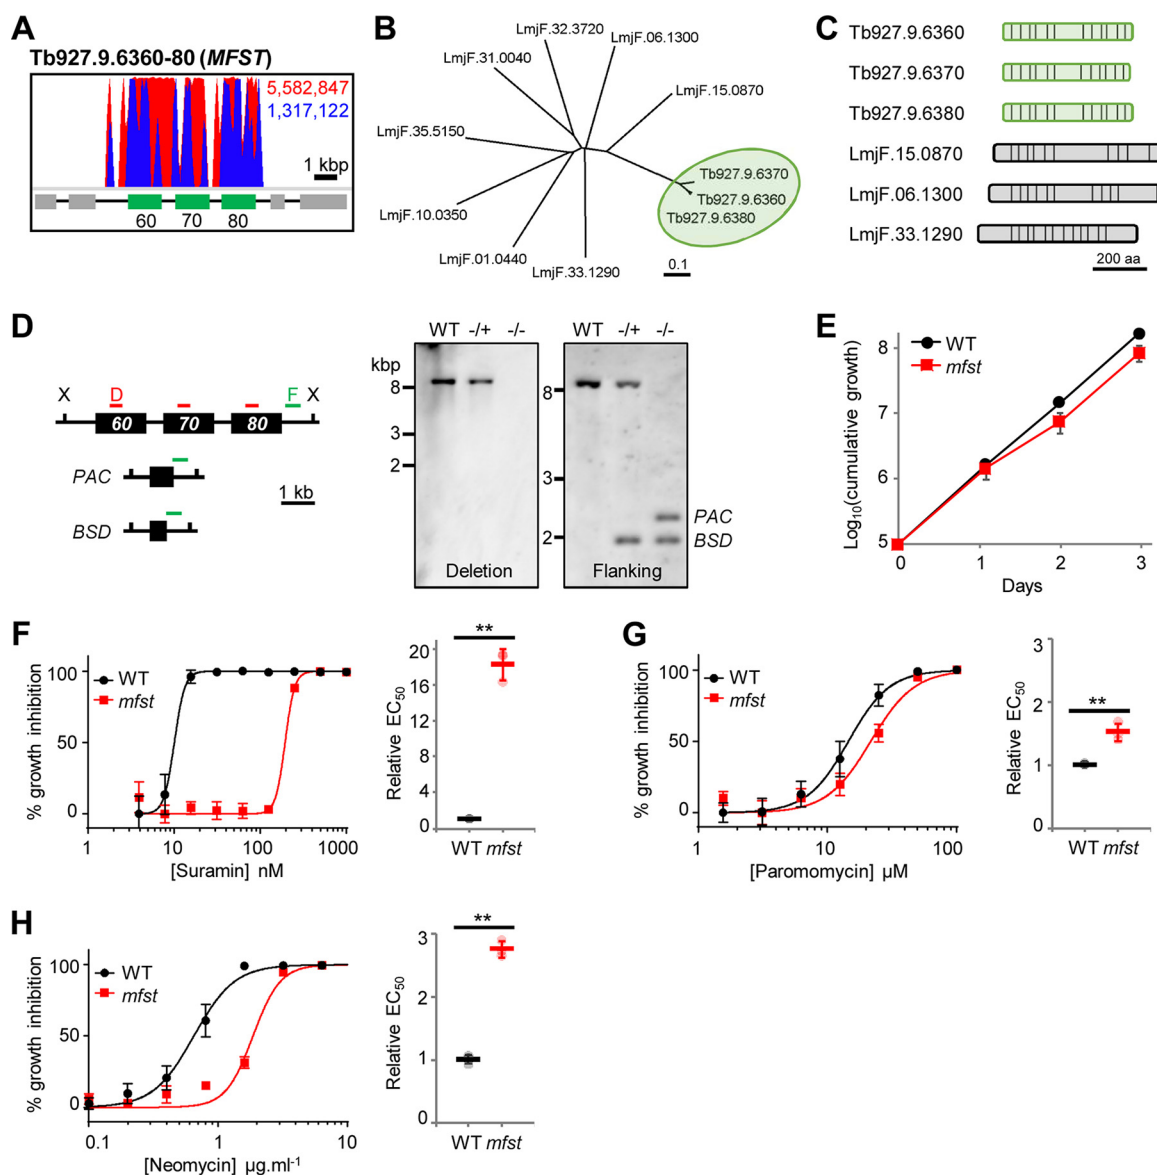 A
Tb927.9.6360-80 (MFST)
5,582,847
1,317,122
1 kbp
60 70 80
B
LmjF.32.3720
LmjF.06.1300
LmjF.31.0040
LmjF.15.0870
LmjF.35.5150
Tb927.9.6370
Tb927.9.6360
Tb927.9.6380
LmjF.10.0350
LmjF.01.0440
LmjF.33.1290
0.1
C
Tb927.9.6360
Tb927.9.6370
Tb927.9.6380
LmjF.15.0870
LmjF.06.1300
LmjF.33.1290
200 aa
D
X D F X
60 70 80
PAC
BSD
1 kb
WT -/+ -/-
kbp
8
3
2
Deletion
WT -/+ -/-
8
3
2
PAC
BSD
Flanking
E
Log10(cumulative growth)
8
7
6
5
WT
mfst
0 1 2 3
Days
F
% growth inhibition
100
50
0
WT
mfst
1 10 100 1000
[Suramin] nM
Relative EC50
20
16
12
8
4
0
**
WT mfst
G
% growth inhibition
100
50
0
WT
mfst
1 10 100
[Paromomycin] µM
Relative EC50
3
2
1
0
**
WT mfst
H
% growth inhibition
100
50
0
WT
mfst
0.1 1 10
[Neomycin] µg.ml-1
Relative EC50
3
2
1
0
**
WT mfst